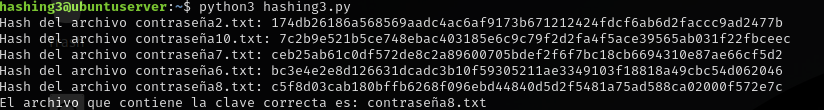 hashing3@ubuntuserver:~$ python3 hashing3.py
Hash del archivo contraseña2.txt: 174db26186a568569aadc4ac6af9173b671212424fdcf6ab6d2faccc9ad2477b
Hash del archivo contraseña10.txt: 7c2b9e521b5ce748ebac403185e6c9c79f2d2fa4f5ace39565ab031f22fbceec
Hash del archivo contraseña7.txt: ceb25ab61c0df572de8c2a89600705bdef2f6f7bc18cb6694310e87ae66cf5d2
Hash del archivo contraseña6.txt: bc3e4e2e8d126631dcadc3b10f59305211ae3349103f18818a49cbc54d062046
Hash del archivo contraseña8.txt: c5f8d03cab180bffb6268f096ebd44840d5d2f5481a75ad588ca02000f572e7c
El archivo que contiene la clave correcta es: contraseña8.txt